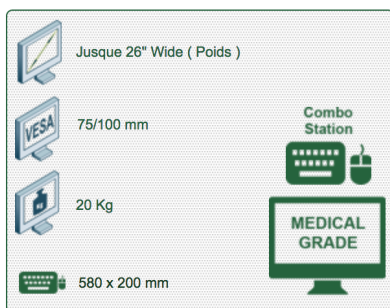 Jusque 26" Wide ( Poids )
VESA
75/100 mm
20 Kg
580 x 200 mm
Combo
Station
MEDICAL
GRADE